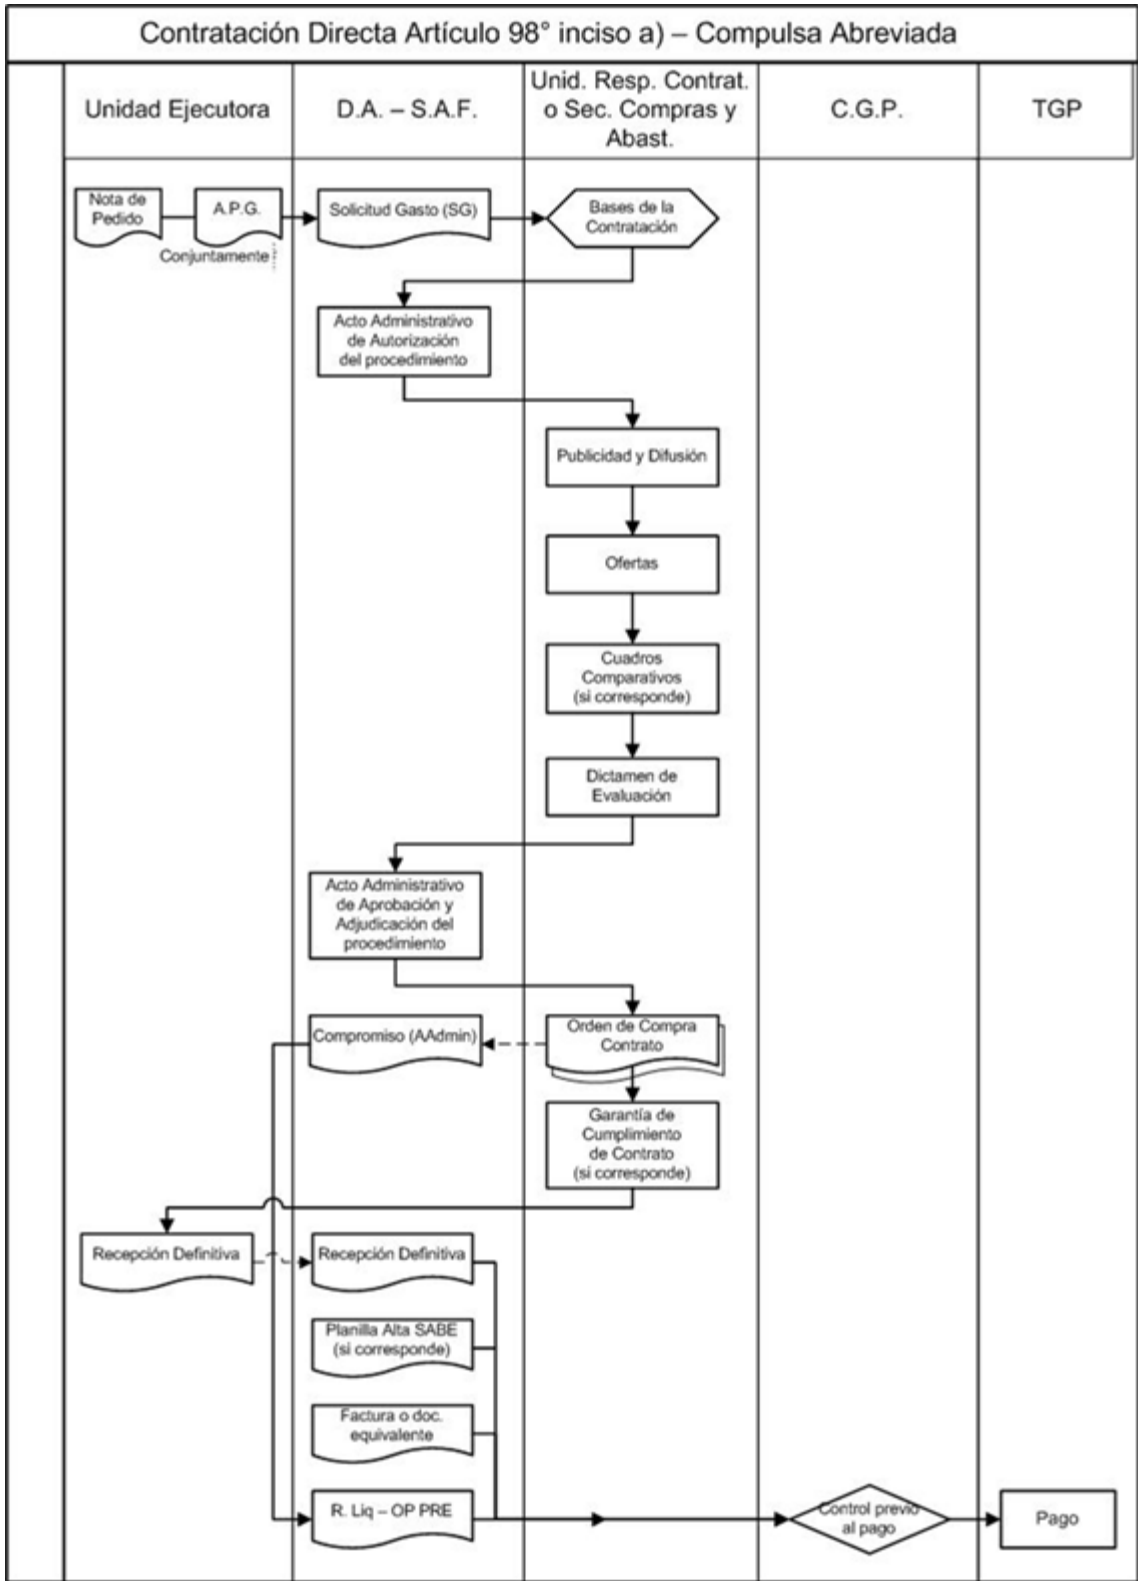 Contratación Directa Artículo 98° inciso a) – Compulsa Abreviada
Unidad Ejecutora
D.A. – S.A.F.
Unid. Resp. Contrat.
o Sec. Compras y
Abast.
C.G.P.
TGP
Nota de
Pedido
A.P.G.
Conjuntamente
Solicitud Gasto (SG)
Bases de la
Contratación
Acto Administrativo
de Autorización
del procedimiento
Publicidad y Difusión
Ofertas
Cuadros
Comparativos
(si corresponde)
Dictamen de
Evaluación
Acto Administrativo
de Aprobación y
Adjudicación del
procedimiento
Compromiso (AAdmin)
Orden de Compra
Contrato
Garantía de
Cumplimiento
de Contrato
(si corresponde)
Recepción Definitiva
Recepción Definitiva
Planilla Alta SABE
(si corresponde)
Factura o doc.
equivalente
R. Liq – OP PRE
Control previo
al pago
Pago